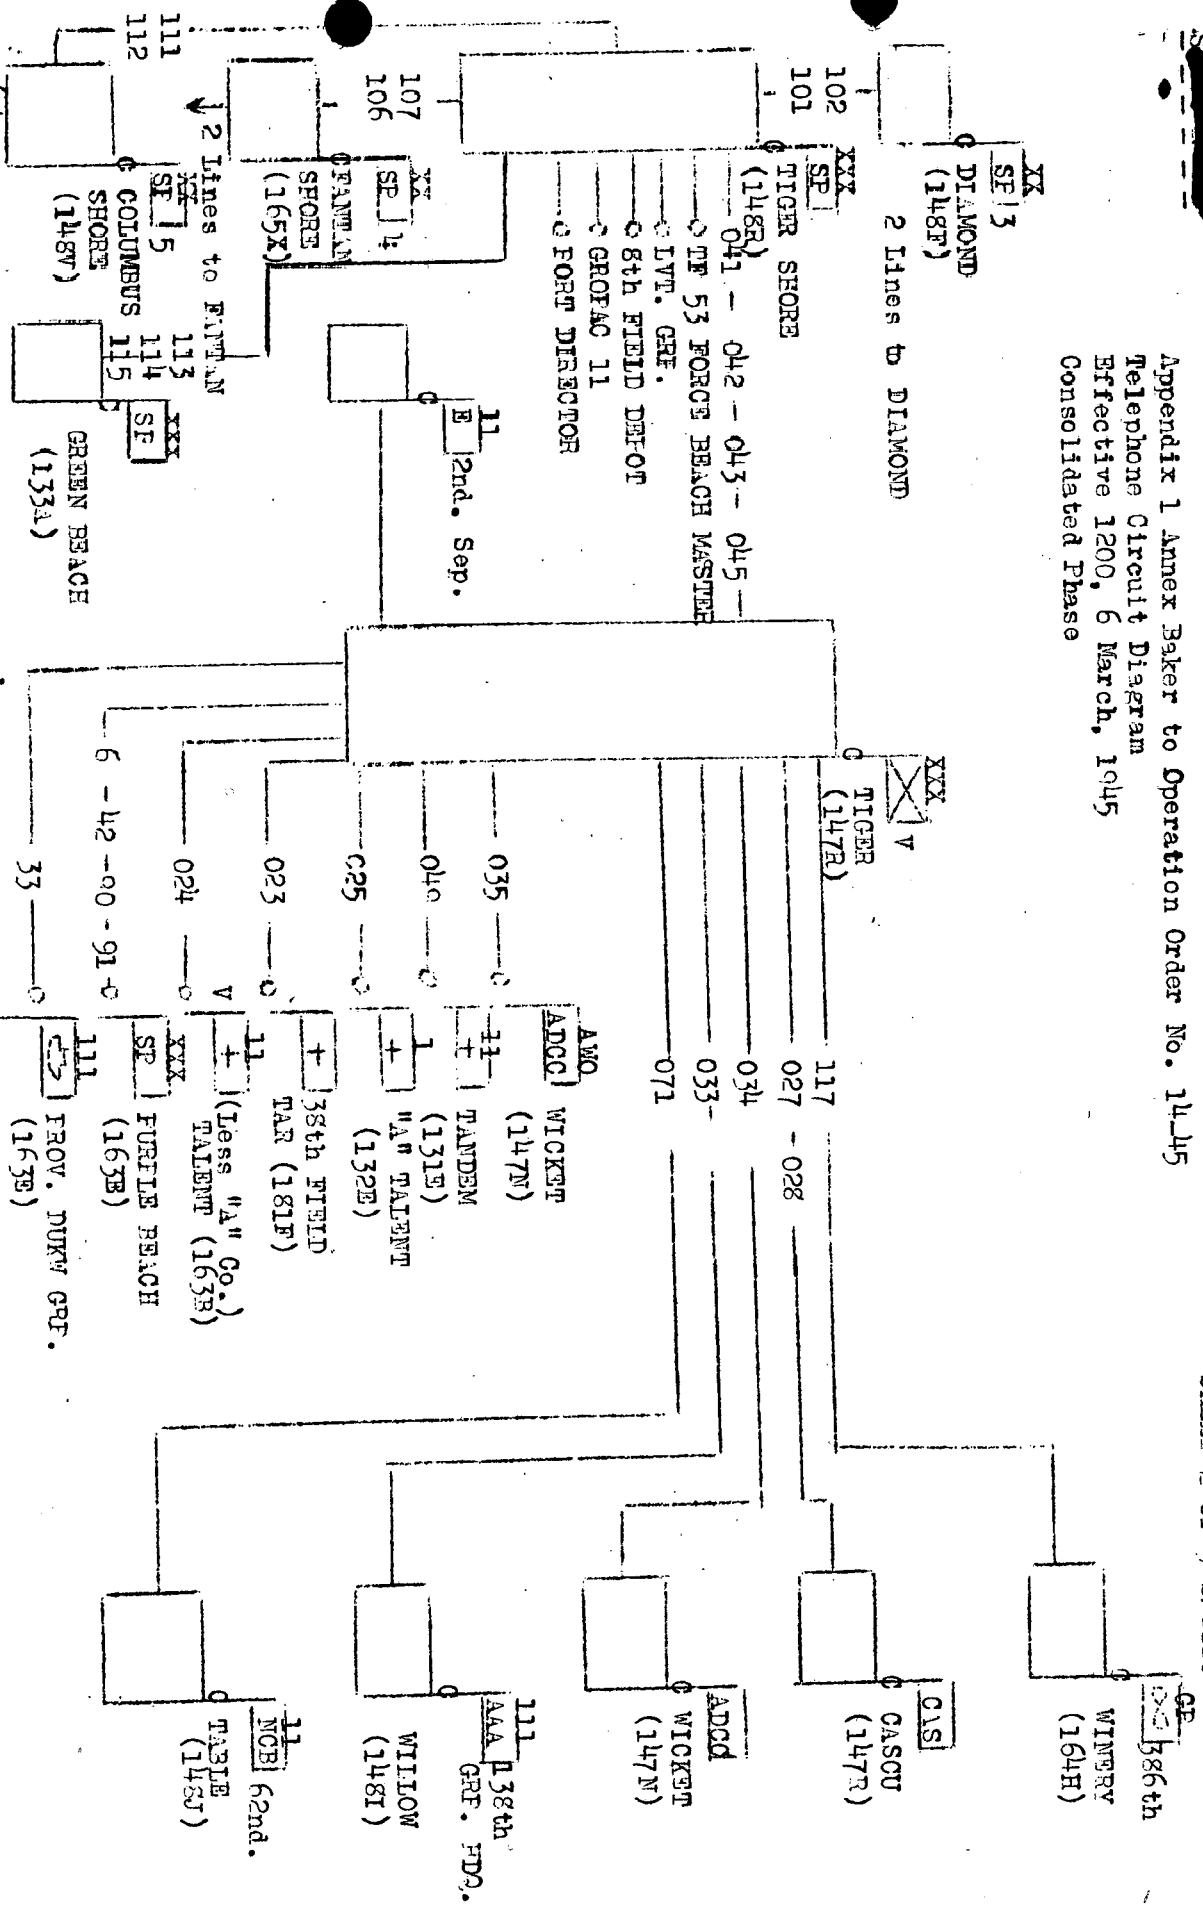 Appendix 1 Annex Baker to Operation Order No. 14-45
Telephone Circuit Diagram
Effective 1200, 6 March, 1945
Consolidated Phase
XX
SP 3
DIAMOND
(148F)
2 Lines to DIAMOND
102
101
XXX
SP
TIGER SHORE
(148R)
041 - 042 - 043 - 045
TF 53 FORCE BEACH MASTER
LVT. GRP.
8th FIELD DEPOT
GROPAC 11
PORT DIRECTOR
107
106
XX
SP 4
FANTAN
SHORE
(165X)
2 Lines to FANTAN
111
112
XX
SP 5
COLUMBUS
SHORE
(148V)
113
114
115
XXX
SP
GREEN BEACH
(133A)
11
E 2nd. Sep.
XXX
V
TIGER
(147R)
117
027 - 028
034
033
071
035
040
025
023
024
6 - 42 - 90 - 91
33
AWO
ADCC
WICKET
(147N)
11
TANDEM
(131E)
1
"A" TALENT
(132E)
38th FIELD
TAR (181F)
11
V
(Less "A" Co.)
TALENT (163B)
XXX
SP
PURPLE BEACH
(163B)
111
PROV. DUKW GRP.
(163E)
GP
386th
WINERY
(164H)
CAS
CASCU
(147R)
ADCC
WICKET
(147N)
111
AAA 138th
GRP. HDQ.
WILLOW
(148I)
11
NCB 62nd.
TABLE
(148J)